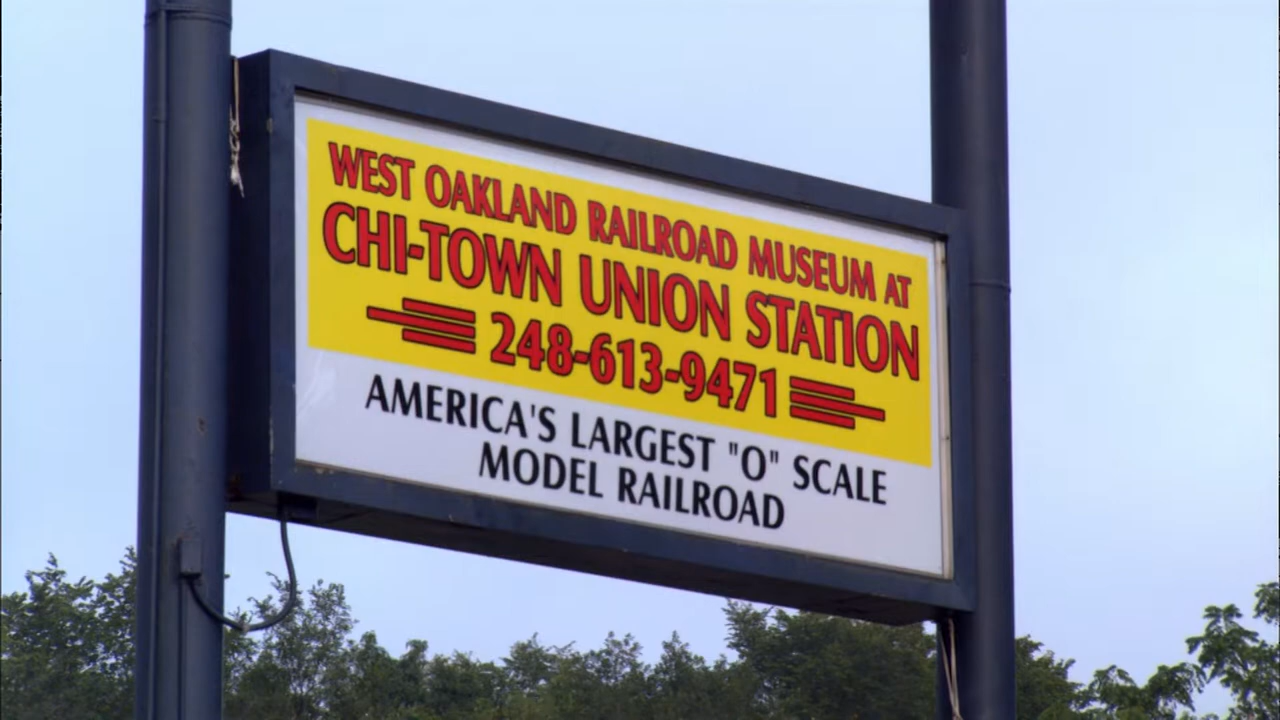 WEST OAKLAND RAILROAD MUSEUM AT
CHI-TOWN UNION STATION
248-613-9471
AMERICA'S LARGEST "O" SCALE
MODEL RAILROAD